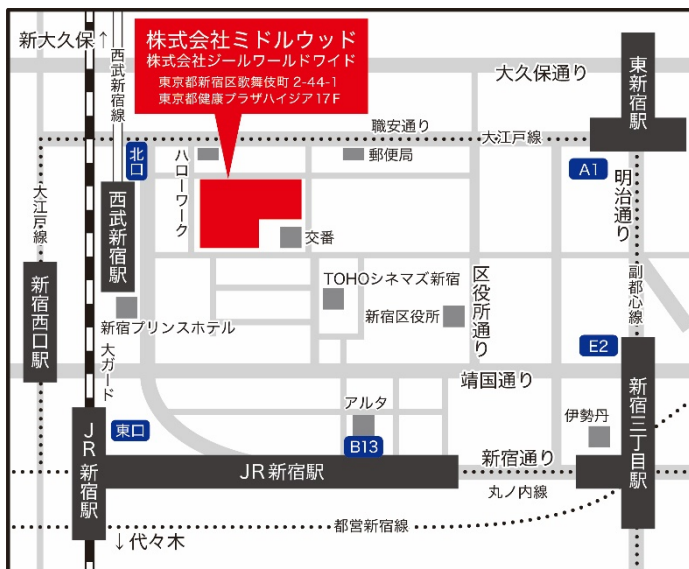 新大久保↑
西武新宿線
株式会社ミドルウッド
株式会社ジールワールドワイド
東京都新宿区歌舞伎町 2-44-1
東京都健康プラザハイジア17F
大久保通り
東新宿駅
職安通り
大江戸線
北口
ハローワーク
郵便局
A1
明治通り
大江戸線
西武新宿駅
交番
区役所通り
副都心線
新宿西口駅
TOHOシネマズ新宿
新宿区役所
新宿プリンスホテル
E2
大ガード
靖国通り
新宿三丁目駅
アルタ
伊勢丹
JR新宿駅
東口
B13
新宿通り
JR新宿駅
丸ノ内線
都営新宿線
↓代々木